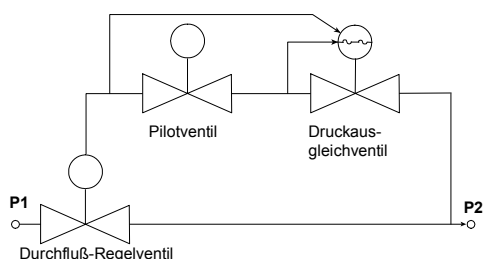 Pilotventil
Druckaus-
gleichventil
P1
P2
Durchfluß-Regelventil